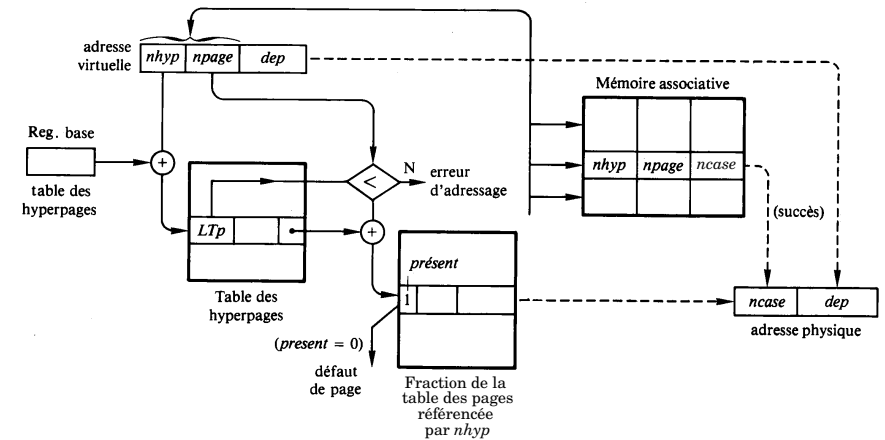 adresse
virtuelle
nhyp npage dep
Mémoire associative
nhyp npage ncase
(succès)
Reg. base
table des
hyperpages
+
<
N
erreur
d'adressage
LTp
+
Table des
hyperpages
présent
1
(present = 0)
défaut
de page
Fraction de la
table des pages
référencée
par nhyp
ncase dep
adresse physique